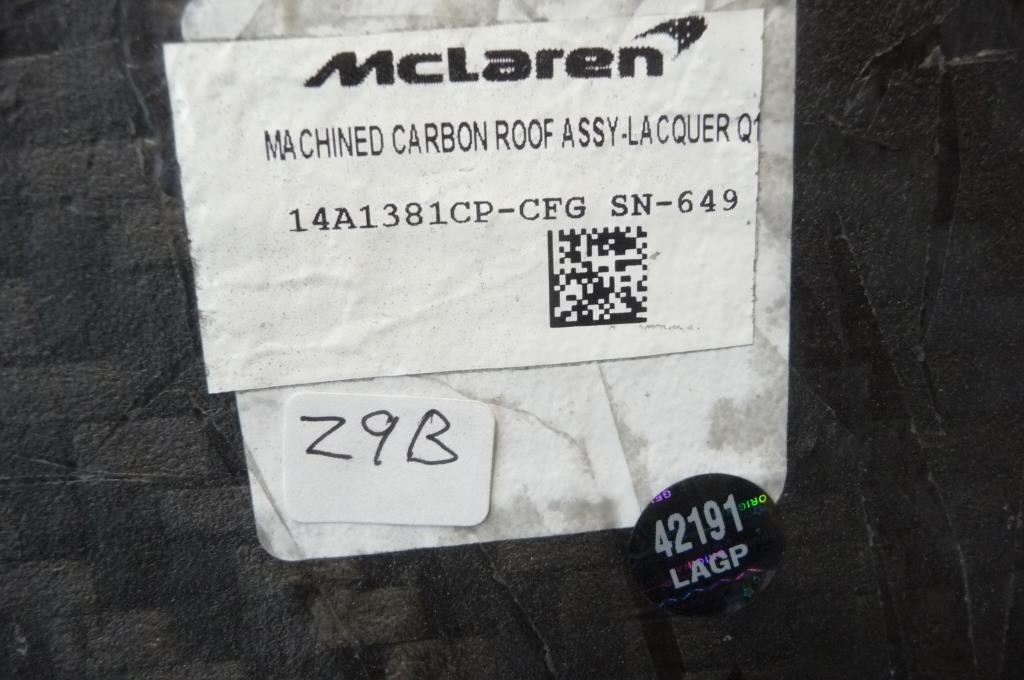 McLaren
MACHINED CARBON ROOF ASSY-LACQUER Q1
14A1381CP-CFG SN-649
Z9B
42191
LAGP